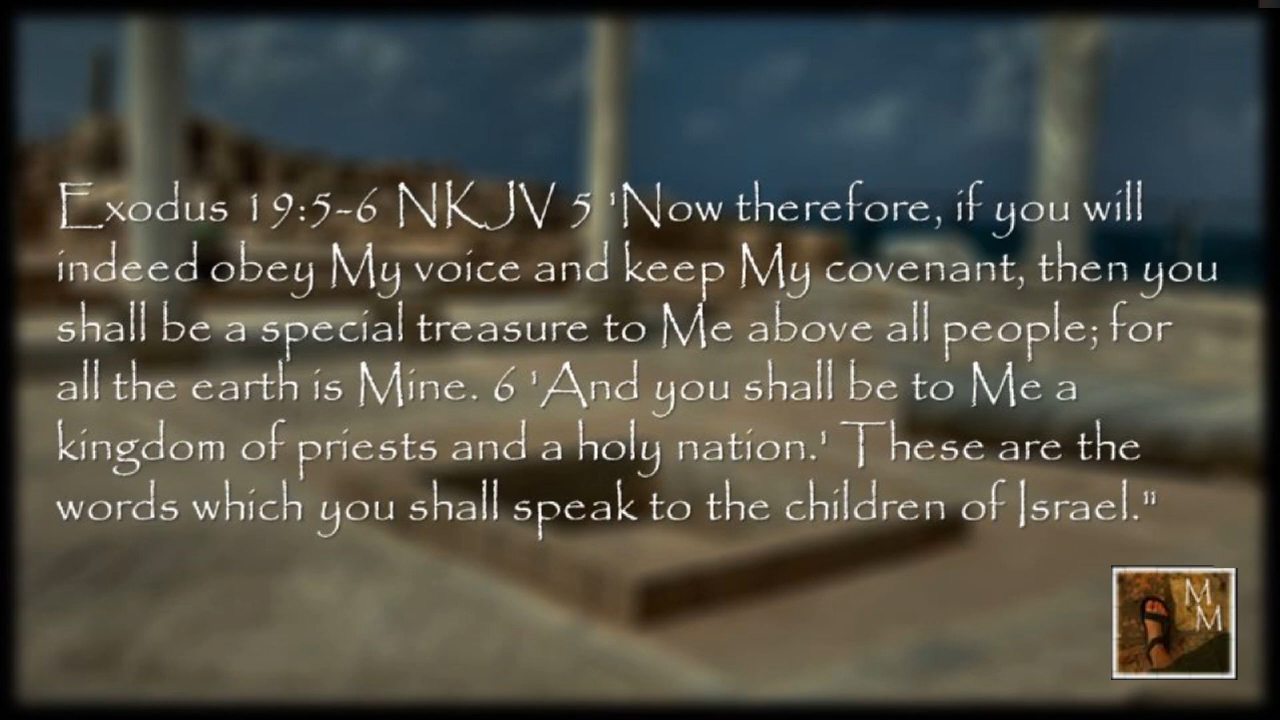 Exodus 19:5-6 NKJV 5 'Now therefore, if you will
indeed obey My voice and keep My covenant, then you
shall be a special treasure to Me above all people; for
all the earth is Mine. 6 'And you shall be to Me a
kingdom of priests and a holy nation.' These are the
words which you shall speak to the children of Israel."
M
M